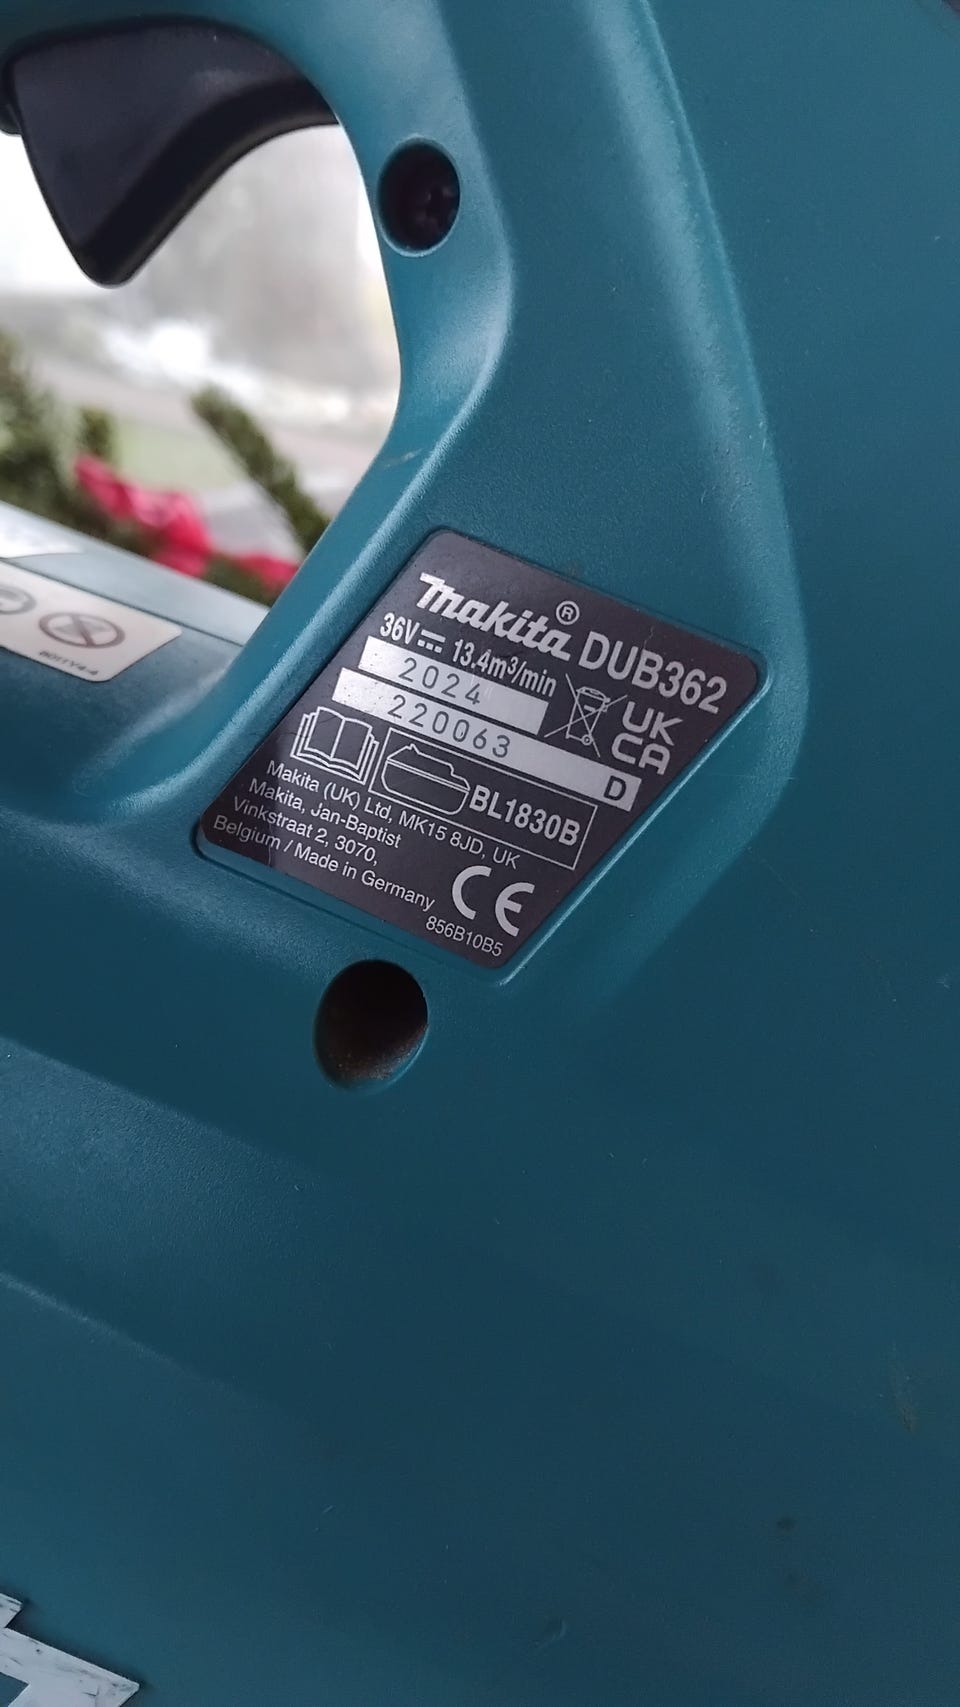 makita® DUB362
36V⎓ 13.4m³/min
2024
220063 D
UK
CA
BL1830B
Makita (UK) Ltd, MK15 8JD, UK
Makita, Jan-Baptist
Vinkstraat 2, 3070,
Belgium / Made in Germany
CE
856B10B5